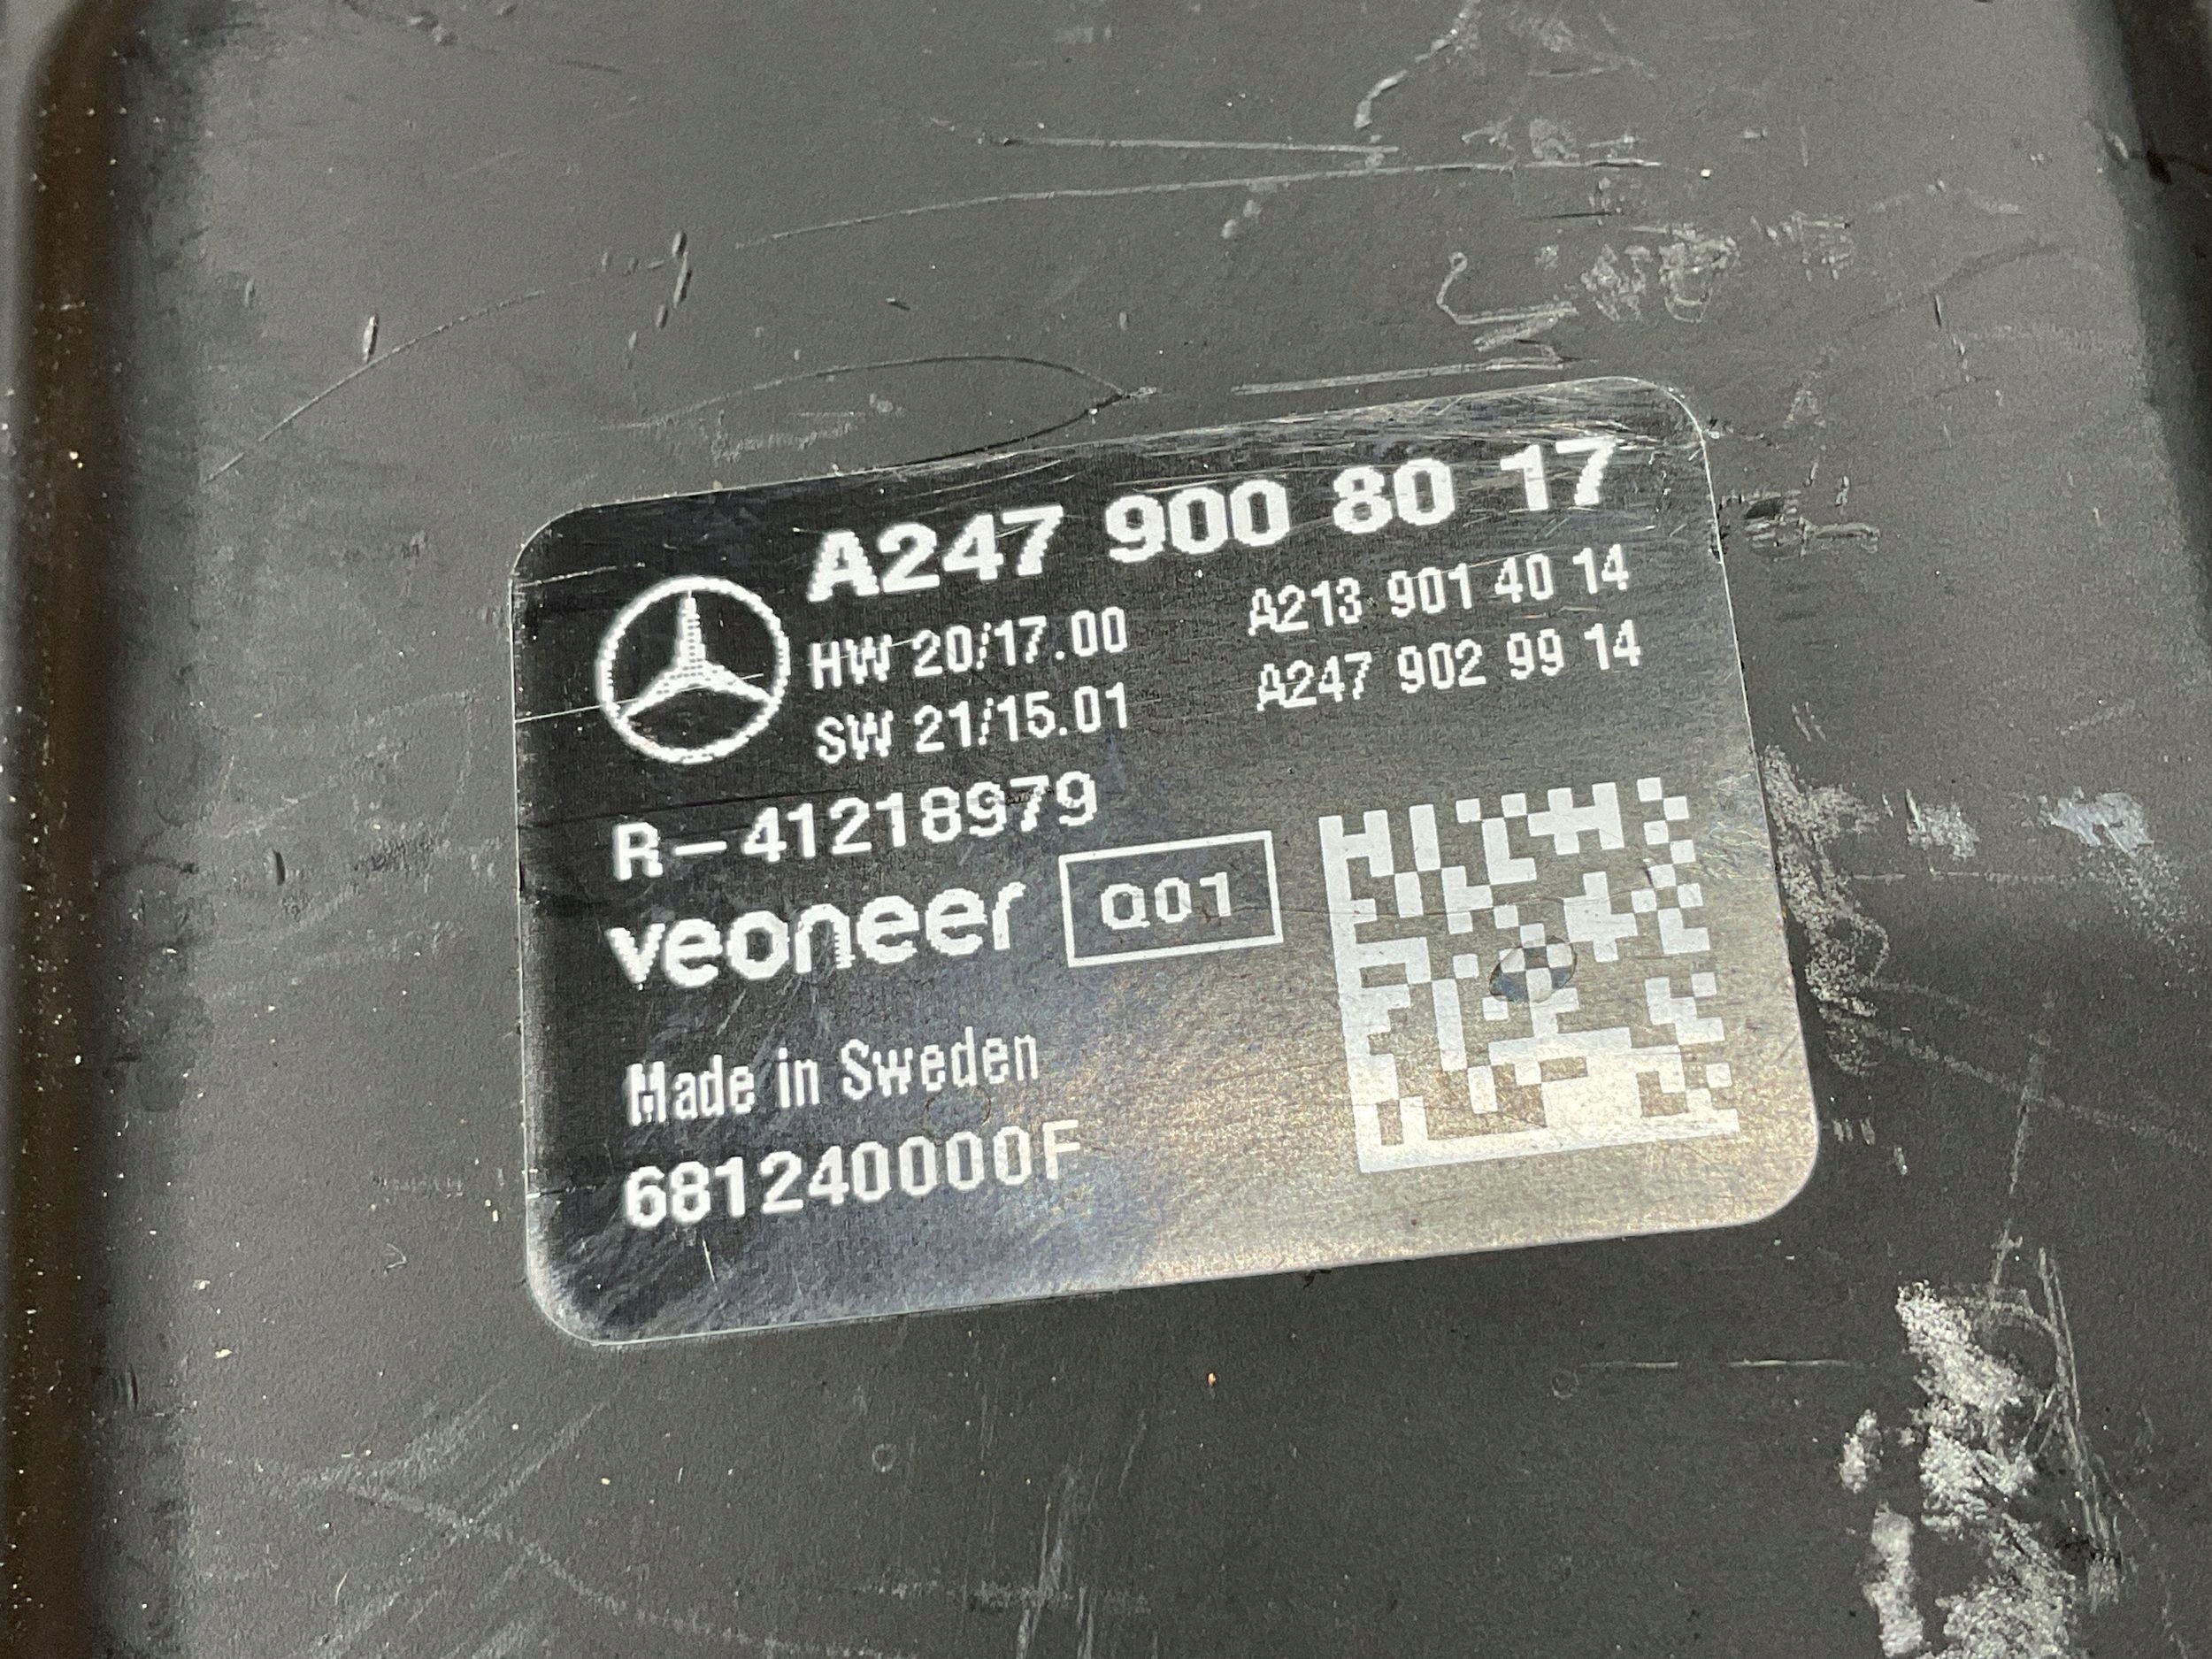 A247 900 80 17
HW 20/17.00 A213 901 40 14
SW 21/15.01 A247 902 99 14
R-41218979
veoneer Q01
Made in Sweden
681240000F